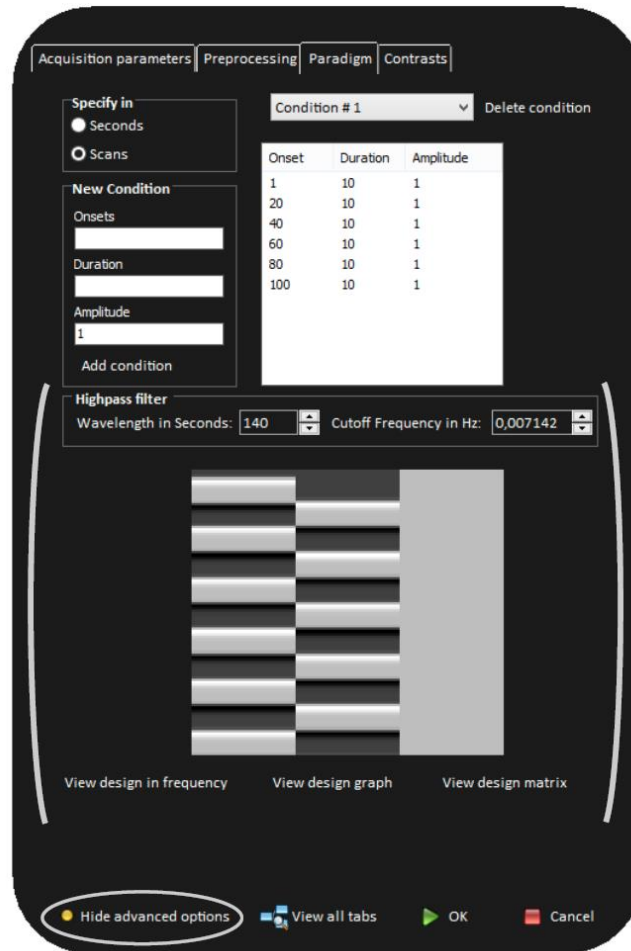 Acquisition parameters Preprocessing Paradigm Contrasts
Specify in
Seconds
Scans
Condition # 1 Delete condition
New Condition
Onsets
Duration
Amplitude
1
Add condition
Onset Duration Amplitude
1 10 1
20 10 1
40 10 1
60 10 1
80 10 1
100 10 1
Highpass filter
Wavelength in Seconds: 140 Cutoff Frequency in Hz: 0,007142
View design in frequency View design graph View design matrix
Hide advanced options View all tabs OK Cancel